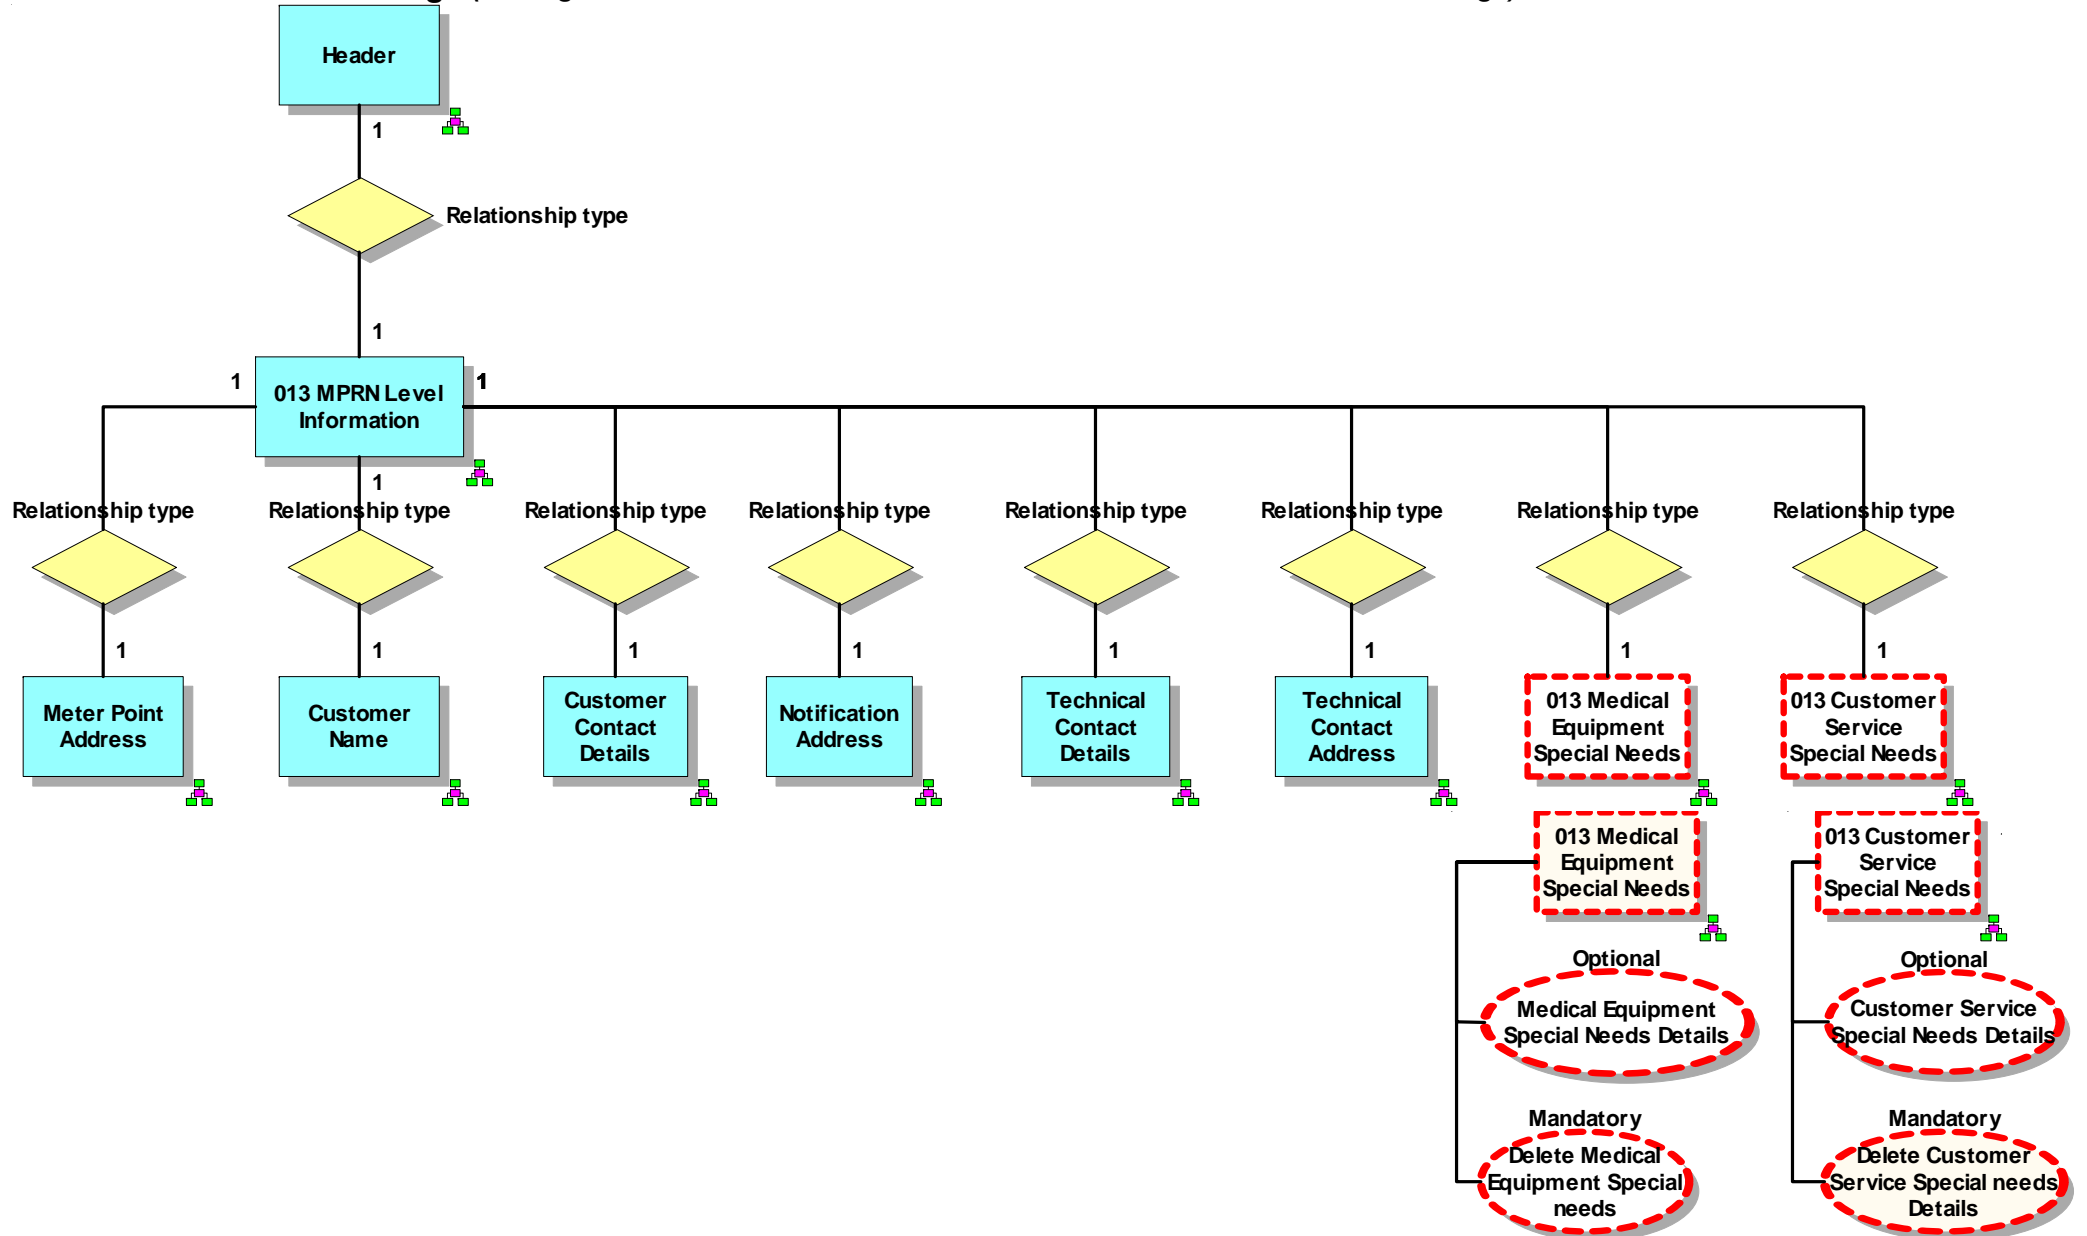 Header
1
Relationship type
1
1
013 MPRN Level
Information
1
1
Relationship type
Relationship type
Relationship type
Relationship type
Relationship type
Relationship type
Relationship type
Relationship type
1
1
1
1
1
1
1
1
Meter Point
Address
Customer
Name
Customer
Contact
Details
Notification
Address
Technical
Contact
Details
Technical
Contact
Address
013 Medical
Equipment
Special Needs
013 Customer
Service
Special Needs
013 Medical
Equipment
Special Needs
013 Customer
Service
Special Needs
Optional
Medical Equipment
Special Needs Details
Optional
Customer Service
Special Needs Details
Mandatory
Delete Medical
Equipment Special
needs
Mandatory
Delete Customer
Service Special needs
Details